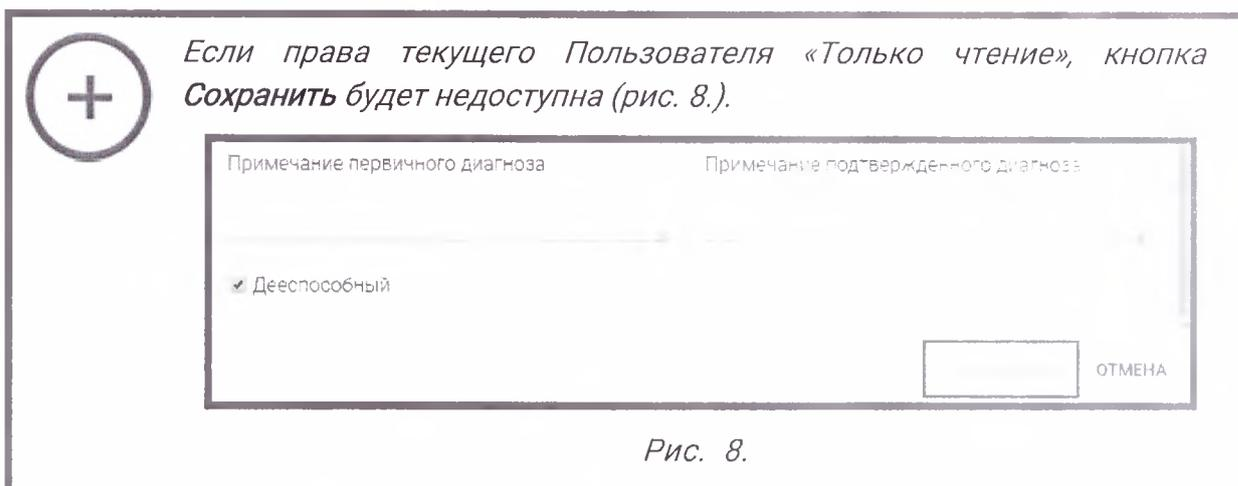 Если права текущего Пользователя «Только чтение», кнопка
Сохранить будет недоступна (рис. 8.).
Примечание первичного диагноза Примечание подтвержденного диагноза
Дееспособный
ОТМЕНА
Рис. 8.